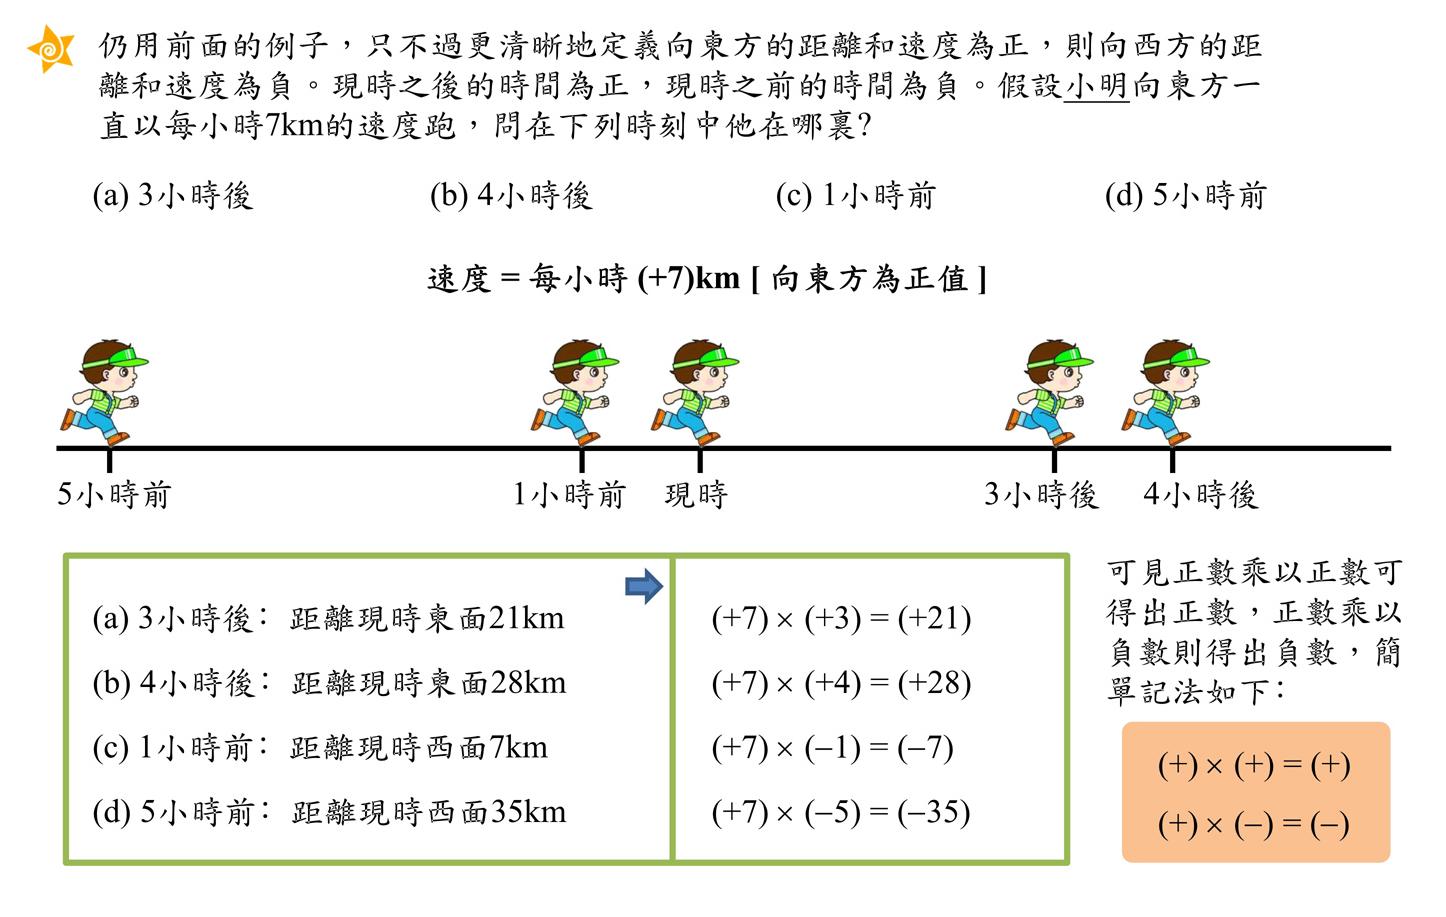 仍用前面的例子，只不過更清晰地定義向東方的距離和速度為正，則向西方的距
離和速度為負。現時之後的時間為正，現時之前的時間為負。假設小明向東方一
直以每小時7km的速度跑，問在下列時刻中他在哪裏?
(a) 3小時後 (b) 4小時後 (c) 1小時前 (d) 5小時前
速度 = 每小時 (+7)km [ 向東方為正值 ]
5小時前 1小時前 現時 3小時後 4小時後
(a) 3小時後： 距離現時東面21km (+7) × (+3) = (+21)
(b) 4小時後： 距離現時東面28km (+7) × (+4) = (+28)
(c) 1小時前： 距離現時西面7km (+7) × (−1) = (−7)
(d) 5小時前： 距離現時西面35km (+7) × (−5) = (−35)
可見正數乘以正數可
得出正數，正數乘以
負數則得出負數，簡
單記法如下：
(+) × (+) = (+)
(+) × (−) = (−)